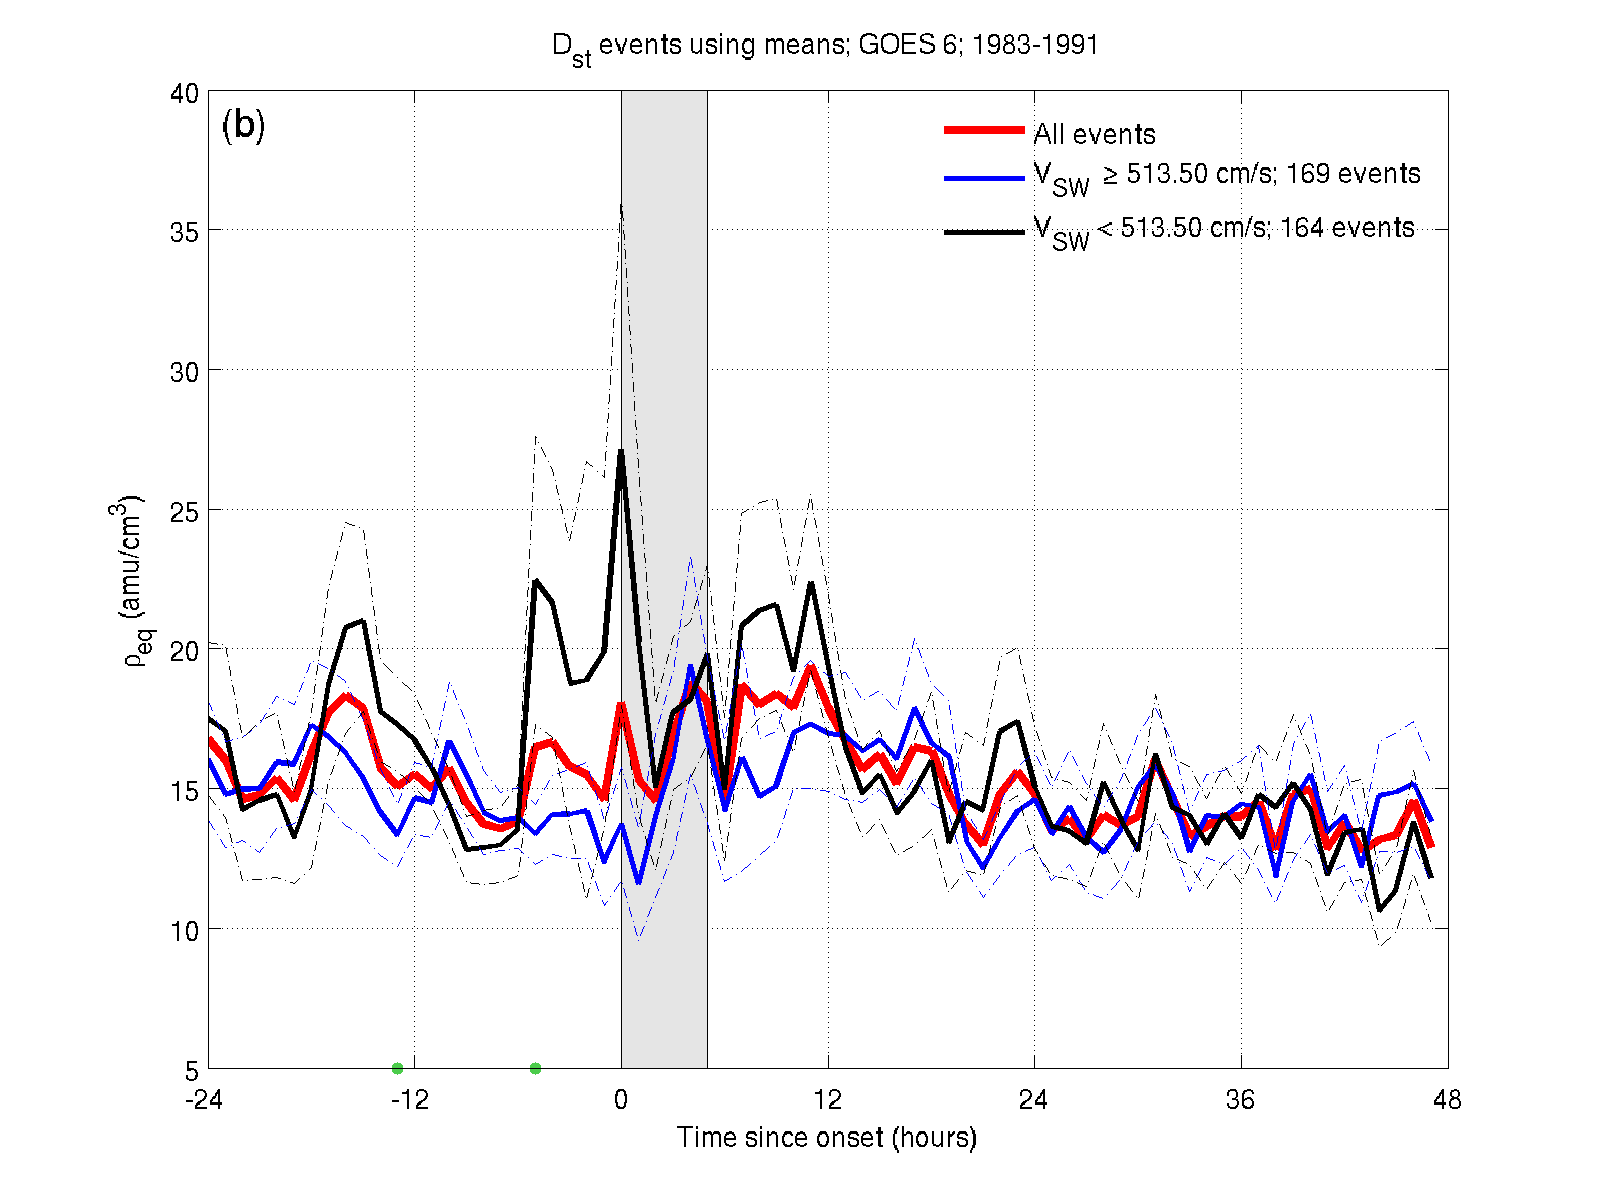 D_st events using means; GOES 6; 1983-1991
(b)
All events
V_SW ≥ 513.50 cm/s; 169 events
V_SW < 513.50 cm/s; 164 events
40
35
30
25
20
15
10
5
ρ_eq (amu/cm^3)
-24 -12 0 12 24 36 48
Time since onset (hours)